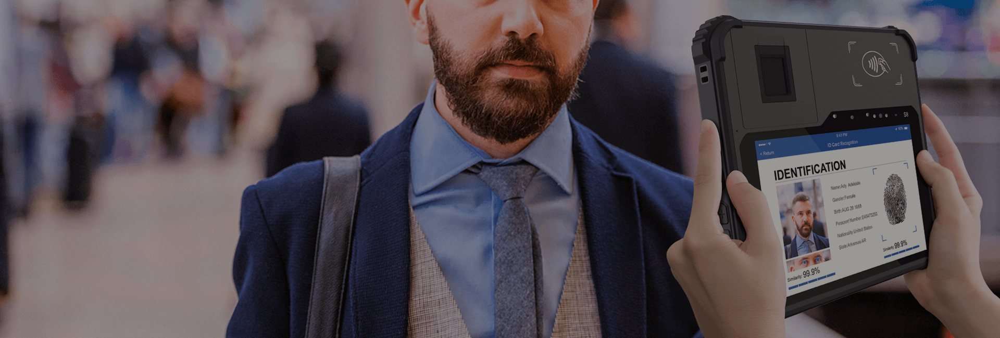 S8
9:41 PM
90%
ID Card Recognition
< Return
IDENTIFICATION
Name:Ady Adelaide
Gender:Female
Birth:AUG 29 1988
Passport Number:E45473253
Nationality:United States
State:Arkansas AR
Similarity: 99.9%
Similarity: 99.9%